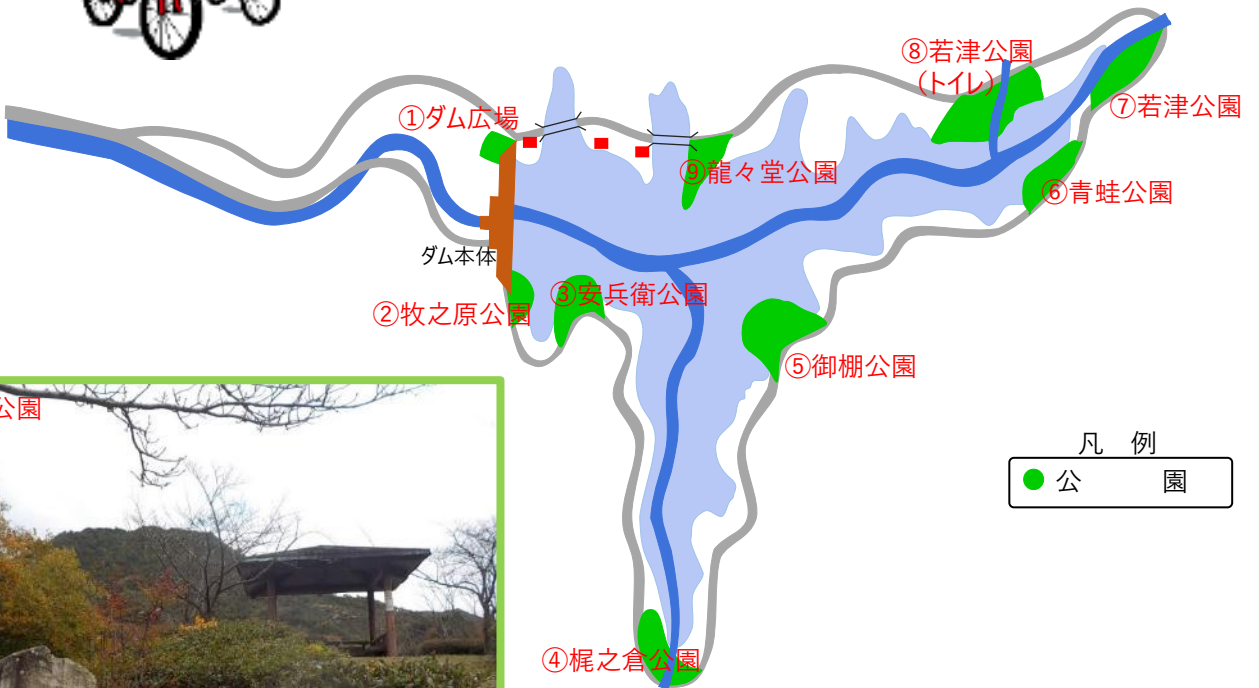 ⑧若津公園
(トイレ)
⑦若津公園
①ダム広場
⑨龍々堂公園
⑥青蛙公園
ダム本体
②牧之原公園
③安兵衛公園
⑤御棚公園
公園
凡 例
公 園
④梶之倉公園